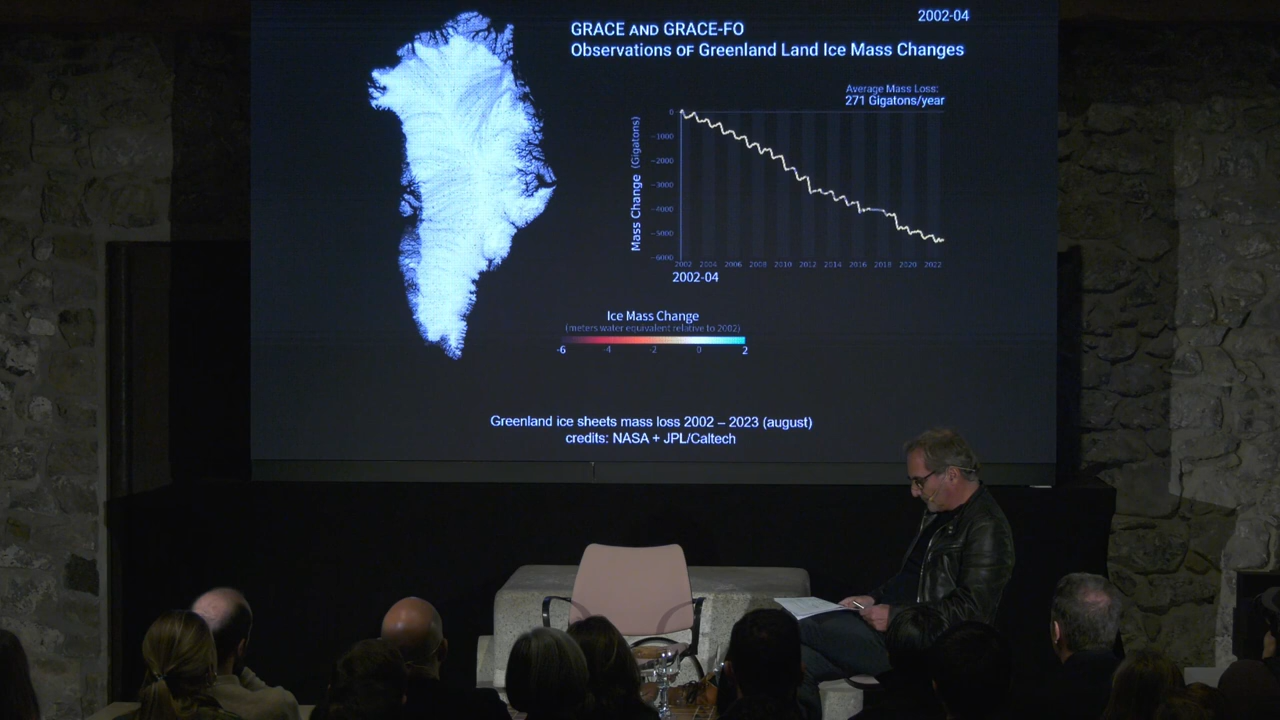 2002-04
GRACE AND GRACE-FO
Observations of Greenland Land Ice Mass Changes
Average Mass Loss:
271 Gigatons/year
Mass Change (Gigatons)
0
-1000
-2000
-3000
-4000
-5000
-6000
2002 2004 2006 2008 2010 2012 2014 2016 2018 2020 2022
2002-04
Ice Mass Change
(meters water equivalent relative to 2002)
-6 -4 -2 0 2
Greenland ice sheets mass loss 2002 – 2023 (august)
credits: NASA + JPL/Caltech